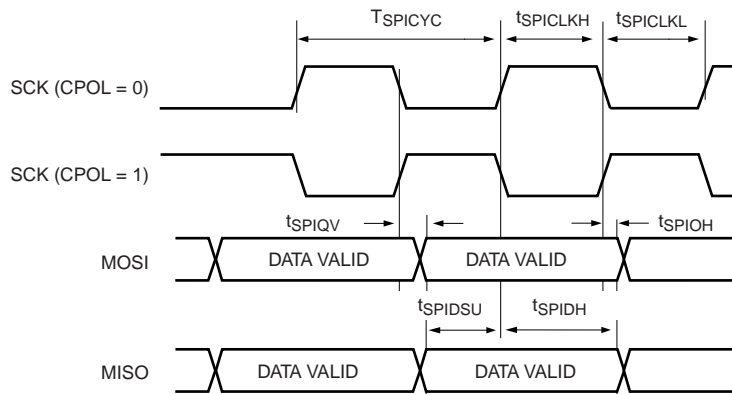 TSPICYC tSPICLKH tSPICLKL
SCK (CPOL = 0)
SCK (CPOL = 1)
tSPIQV tSPIOH
MOSI DATA VALID DATA VALID
tSPIDSU tSPIDH
MISO DATA VALID DATA VALID